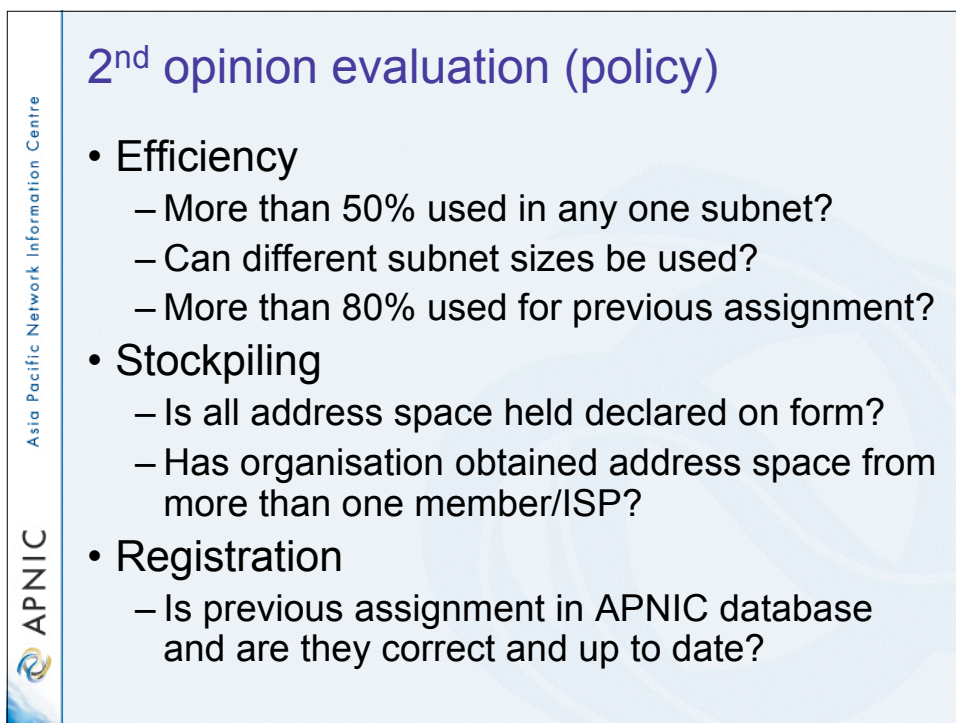 2nd opinion evaluation (policy)
• Efficiency
– More than 50% used in any one subnet?
– Can different subnet sizes be used?
– More than 80% used for previous assignment?
• Stockpiling
– Is all address space held declared on form?
– Has organisation obtained address space from
more than one member/ISP?
• Registration
– Is previous assignment in APNIC database
and are they correct and up to date?
Asia Pacific Network Information Centre
APNIC